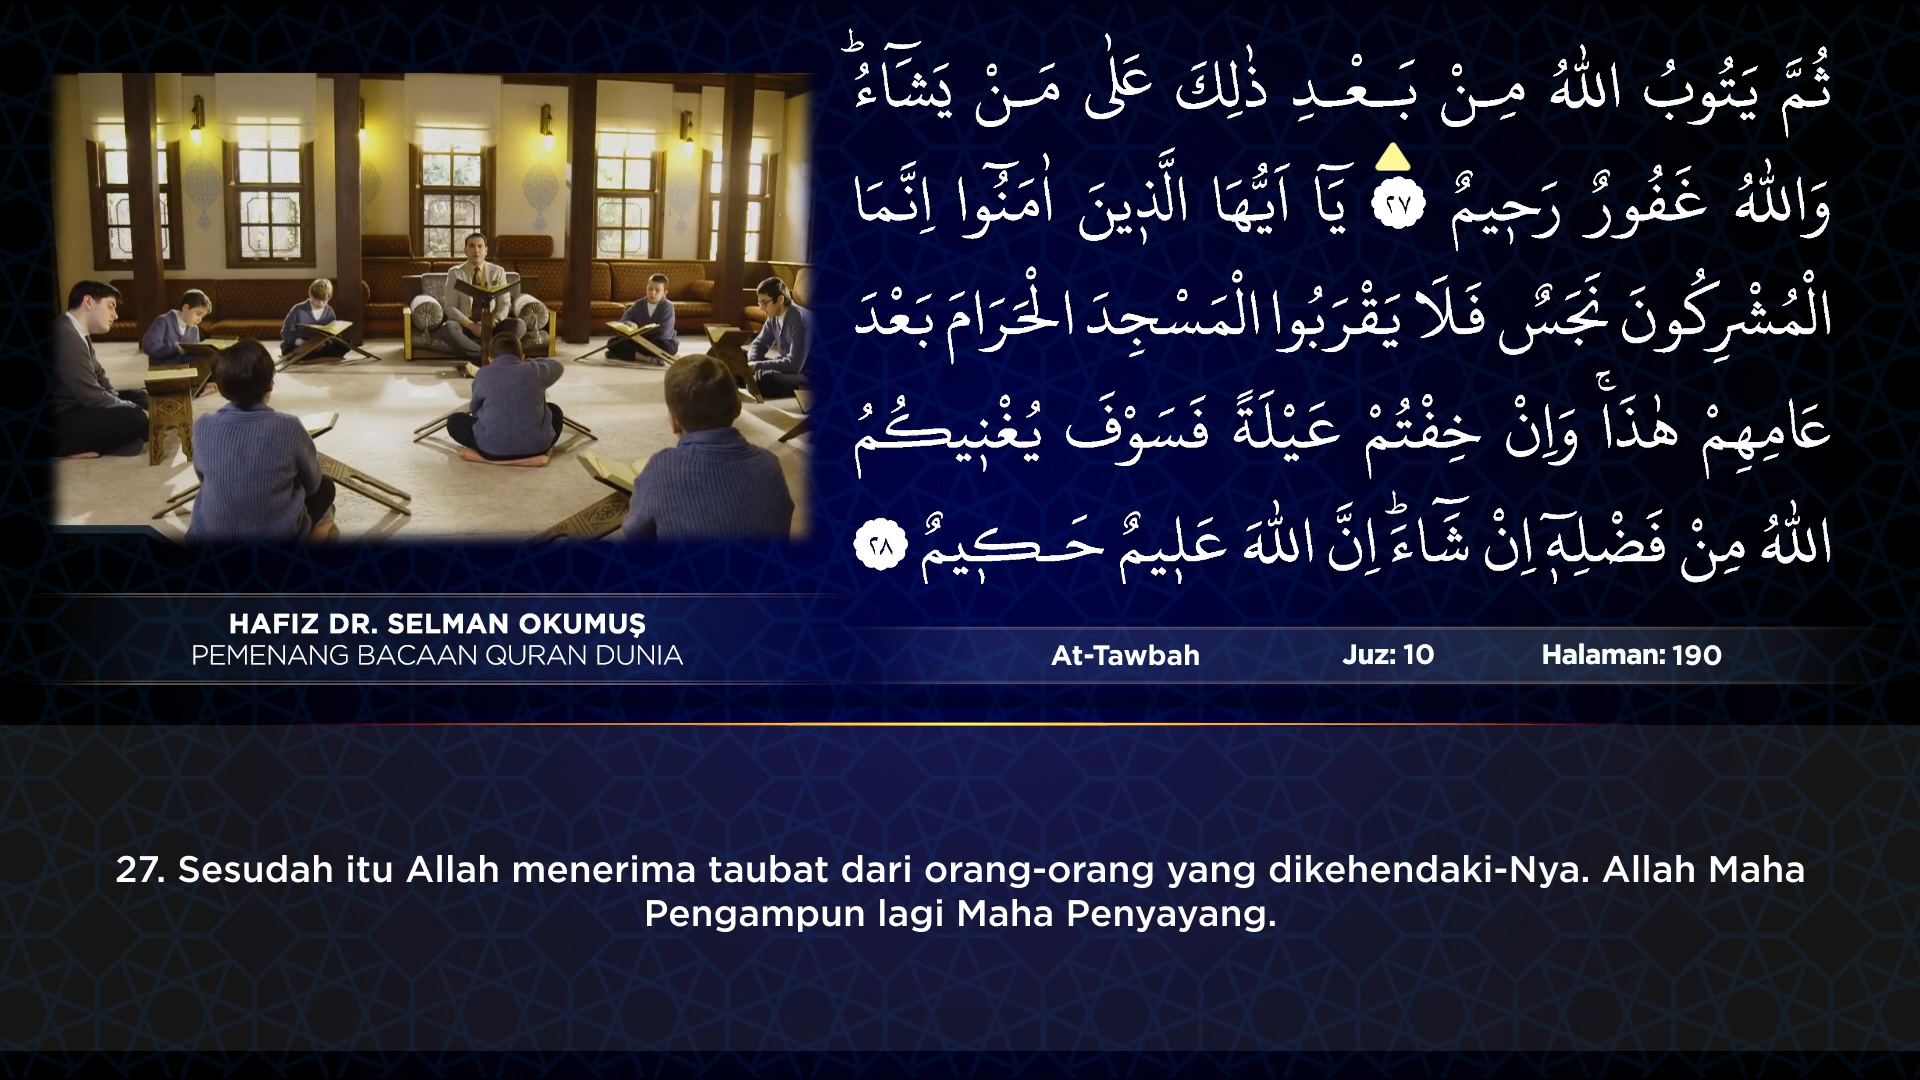 ثُمَّ يَتُوبُ اللّٰهُ مِنْ بَعْدِ ذٰلِكَ عَلٰى مَنْ يَشَٓاءُۜ
وَاللّٰهُ غَفُورٌ رَح۪يمٌ ﴿٢٧﴾ يَٓا اَيُّهَا الَّذ۪ينَ اٰمَنُٓوا اِنَّمَا
الْمُشْرِكُونَ نَجَسٌ فَلَا يَقْرَبُوا الْمَسْجِدَ الْحَرَامَ بَعْدَ
عَامِهِمْ هٰذَاۚ وَاِنْ خِفْتُمْ عَيْلَةً فَسَوْفَ يُغْن۪يكُمُ
اللّٰهُ مِنْ فَضْلِه۪ٓ اِنْ شَٓاءَۜ اِنَّ اللّٰهَ عَل۪يمٌ حَك۪يمٌ ﴿٢٨﴾
HAFIZ DR. SELMAN OKUMUŞ
PEMENANG BACAAN QURAN DUNIA
At-Tawbah Juz: 10 Halaman: 190
27. Sesudah itu Allah menerima taubat dari orang-orang yang dikehendaki-Nya. Allah Maha
Pengampun lagi Maha Penyayang.